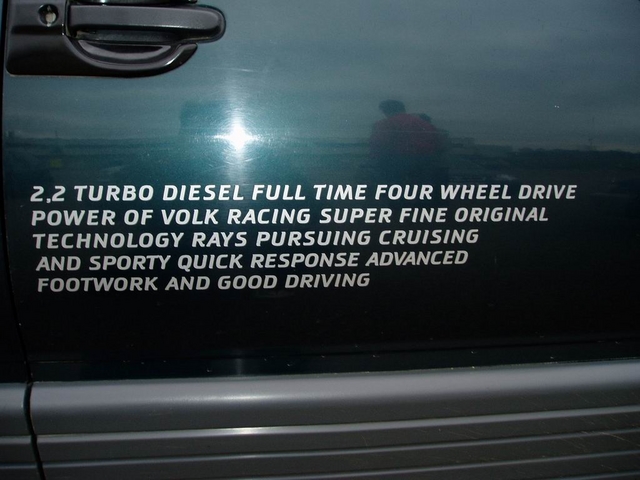 2,2 TURBO DIESEL FULL TIME FOUR WHEEL DRIVE
POWER OF VOLK RACING SUPER FINE ORIGINAL
TECHNOLOGY RAYS PURSUING CRUISING
AND SPORTY QUICK RESPONSE ADVANCED
FOOTWORK AND GOOD DRIVING